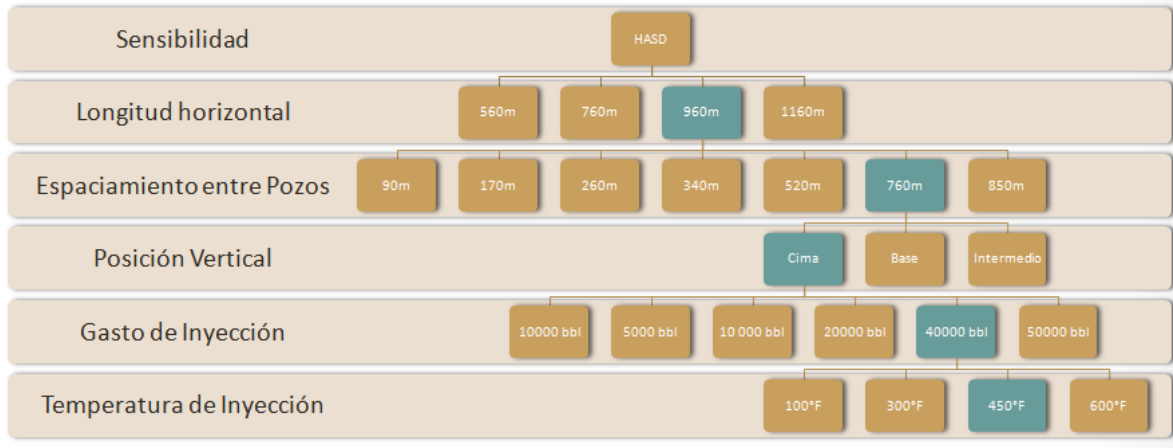 Sensibilidad
HASD
Longitud horizontal
560m
760m
960m
1160m
Espaciamiento entre Pozos
90m
170m
260m
340m
520m
760m
850m
Posición Vertical
Cima
Base
Intermedio
Gasto de Inyección
10000 bbl
5000 bbl
10 000 bbl
20000 bbl
40000 bbl
50000 bbl
Temperatura de Inyección
100°F
300°F
450°F
600°F